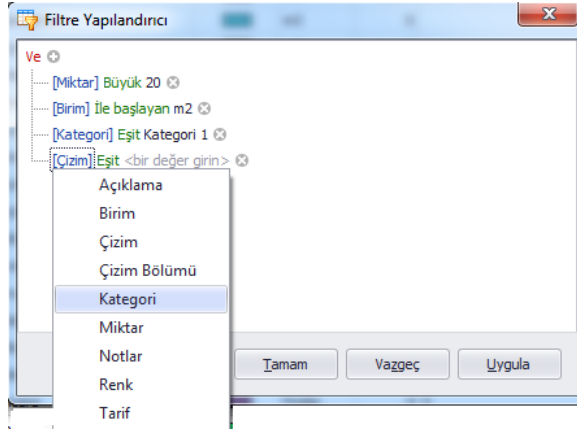 Filtre Yapılandırıcı
Ve
[Miktar] Büyük 20
[Birim] İle başlayan m2
[Kategori] Eşit Kategori 1
[Çizim] Eşit <bir değer girin>
Açıklama
Birim
Çizim
Çizim Bölümü
Kategori
Miktar
Notlar
Renk
Tarif
Tamam Vazgeç Uygula